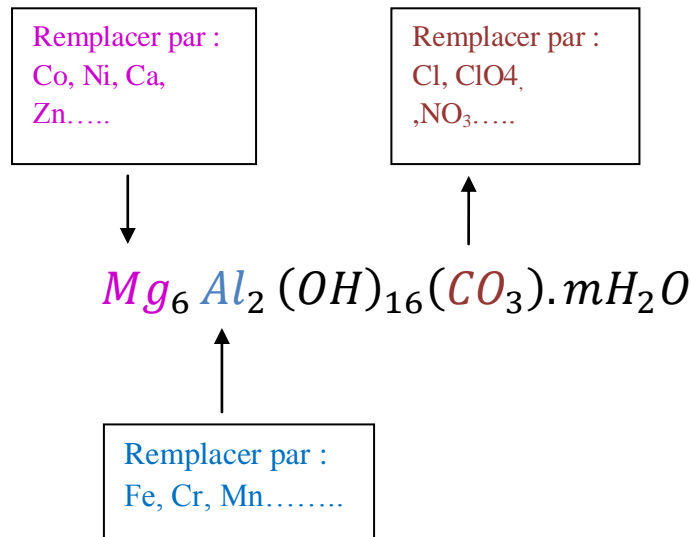 Remplacer par :
Co, Ni, Ca,
Zn…..
Remplacer par :
Cl, ClO4,
,NO₃…..
Mg₆ Al₂ (OH)₁₆(CO₃).mH₂O
Remplacer par :
Fe, Cr, Mn……..